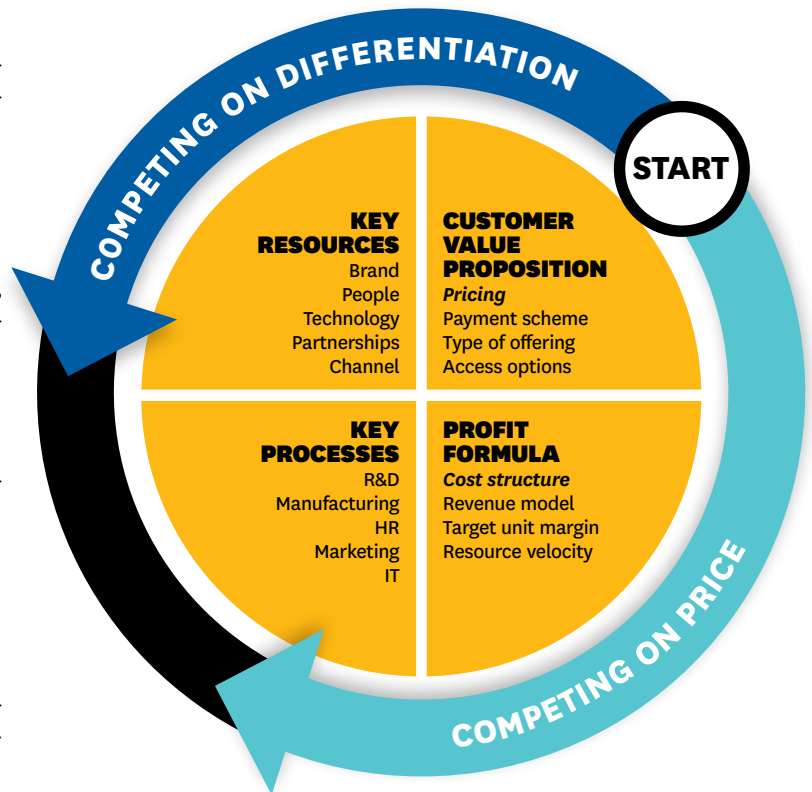 COMPETING ON DIFFERENTIATION
START
KEY
RESOURCES
Brand
People
Technology
Partnerships
Channel
CUSTOMER
VALUE
PROPOSITION
Pricing
Payment scheme
Type of offering
Access options
KEY
PROCESSES
R&D
Manufacturing
HR
Marketing
IT
PROFIT
FORMULA
Cost structure
Revenue model
Target unit margin
Resource velocity
COMPETING ON PRICE